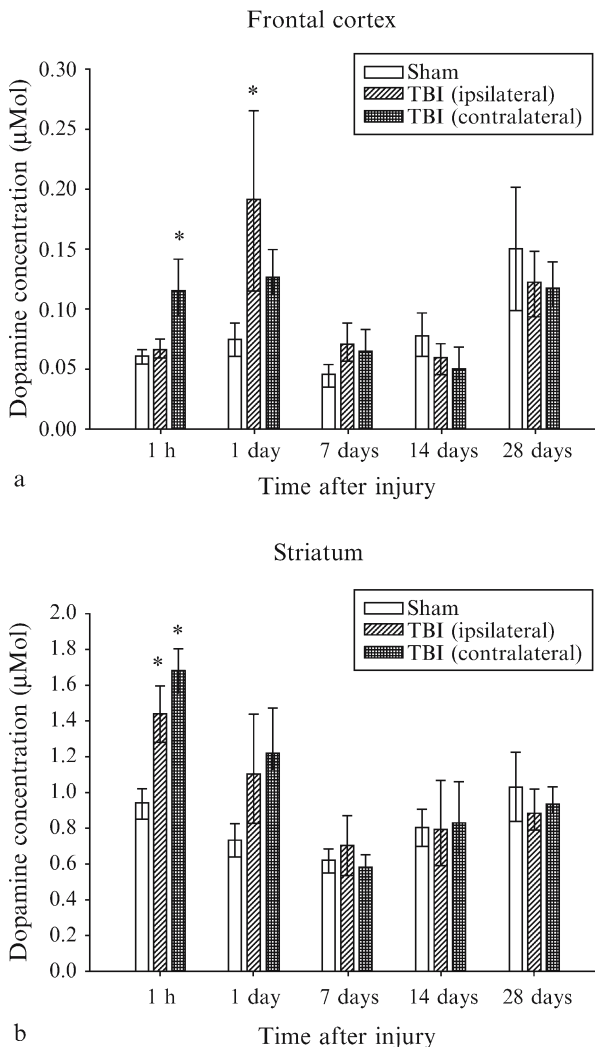 Frontal cortex
Dopamine concentration (μMol)
0.30
0.25
0.20
0.15
0.10
0.05
0.00
Sham
TBI (ipsilateral)
TBI (contralateral)
*
*
1 h
1 day
7 days
14 days
28 days
Time after injury
a
Striatum
Dopamine concentration (μMol)
2.0
1.8
1.6
1.4
1.2
1.0
0.8
0.6
0.4
0.2
0.0
Sham
TBI (ipsilateral)
TBI (contralateral)
*
*
1 h
1 day
7 days
14 days
28 days
Time after injury
b